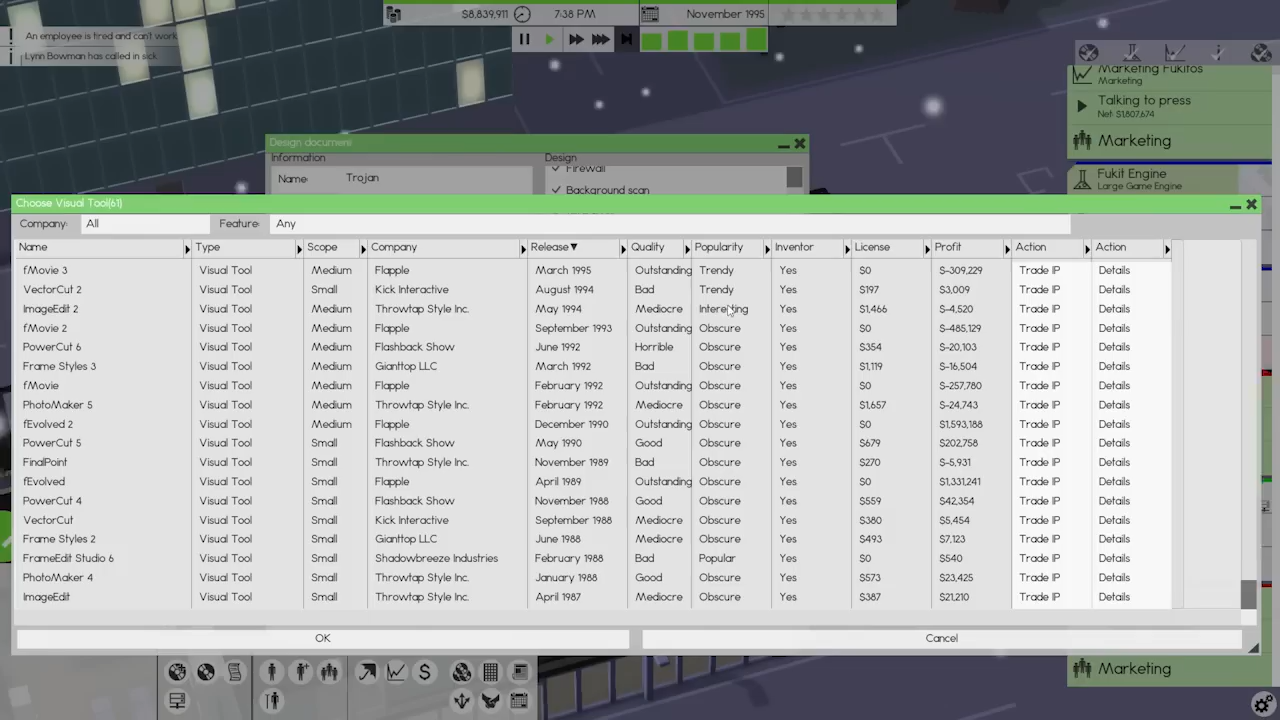 $8,839,911 7:38 PM November 1995
An employee is tired and can't work
Lynn Bowman has called in sick
Marketing Fukitos
Marketing
Talking to press
Net: $1,807,674
Marketing
Fukit Engine
Large Game Engine
Design document
Information Design
Firewall
Name: Trojan
Background scan
Choose Visual Tool(61)
Company: All Feature: Any
Name Type Scope Company Release▼ Quality Popularity Inventor License Profit Action Action
fMovie 3 Visual Tool Medium Flapple March 1995 Outstanding Trendy Yes $0 $-309,229 Trade IP Details
VectorCut 2 Visual Tool Small Kick Interactive August 1994 Bad Trendy Yes $197 $3,009 Trade IP Details
ImageEdit 2 Visual Tool Medium Throwtap Style Inc. May 1994 Mediocre Interesting Yes $1,466 $-4,520 Trade IP Details
fMovie 2 Visual Tool Medium Flapple September 1993 Outstanding Obscure Yes $0 $-485,129 Trade IP Details
PowerCut 6 Visual Tool Medium Flashback Show June 1992 Horrible Obscure Yes $354 $-20,103 Trade IP Details
Frame Styles 3 Visual Tool Medium Gianttop LLC March 1992 Bad Obscure Yes $1,119 $-16,504 Trade IP Details
fMovie Visual Tool Medium Flapple February 1992 Outstanding Obscure Yes $0 $-257,780 Trade IP Details
PhotoMaker 5 Visual Tool Medium Throwtap Style Inc. February 1992 Mediocre Obscure Yes $1,657 $-24,743 Trade IP Details
fEvolved 2 Visual Tool Medium Flapple December 1990 Outstanding Obscure Yes $0 $1,593,188 Trade IP Details
PowerCut 5 Visual Tool Small Flashback Show May 1990 Good Obscure Yes $679 $202,758 Trade IP Details
FinalPoint Visual Tool Small Throwtap Style Inc. November 1989 Bad Obscure Yes $270 $-5,931 Trade IP Details
fEvolved Visual Tool Small Flapple April 1989 Outstanding Obscure Yes $0 $1,331,241 Trade IP Details
PowerCut 4 Visual Tool Small Flashback Show November 1988 Good Obscure Yes $559 $42,354 Trade IP Details
VectorCut Visual Tool Small Kick Interactive September 1988 Mediocre Obscure Yes $380 $5,454 Trade IP Details
Frame Styles 2 Visual Tool Small Gianttop LLC June 1988 Mediocre Obscure Yes $493 $7,123 Trade IP Details
FrameEdit Studio 6 Visual Tool Small Shadowbreeze Industries February 1988 Bad Popular Yes $0 $540 Trade IP Details
PhotoMaker 4 Visual Tool Small Throwtap Style Inc. January 1988 Good Obscure Yes $573 $23,425 Trade IP Details
ImageEdit Visual Tool Small Throwtap Style Inc. April 1987 Mediocre Obscure Yes $387 $21,210 Trade IP Details
OK Cancel
Marketing